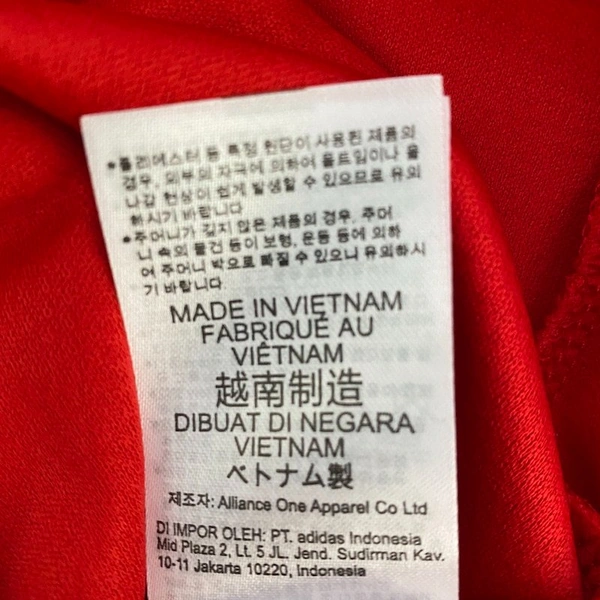 •폴리에스터 등 특정 원단이 사용된 제품의
경우, 외부의 자극에 의하여 올뜯임이나 올
나감 현상이 쉽게 발생할 수 있으므로 유의
하시기 바랍니다
•주머니가 깊지 않은 제품의 경우, 주머
니 속의 물건 등이 보행, 운동 등에 의하
여 주머니 밖으로 빠질 수 있으니 유의하시
기 바랍니다.
MADE IN VIETNAM
FABRIQUÉ AU
VIÊTNAM
越南制造
DIBUAT DI NEGARA
VIETNAM
ベトナム製
제조자: Alliance One Apparel Co Ltd
DI IMPOR OLEH: PT. adidas Indonesia
Mid Plaza 2, Lt. 5 JL. Jend. Sudirman Kav.
10-11 Jakarta 10220, Indonesia